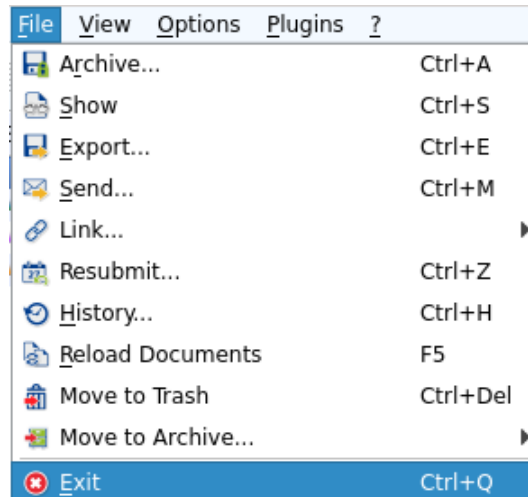 File View Options Plugins ?
Archive... Ctrl+A
Show Ctrl+S
Export... Ctrl+E
Send... Ctrl+M
Link...
Resubmit... Ctrl+Z
History... Ctrl+H
Reload Documents F5
Move to Trash Ctrl+Del
Move to Archive...
Exit Ctrl+Q